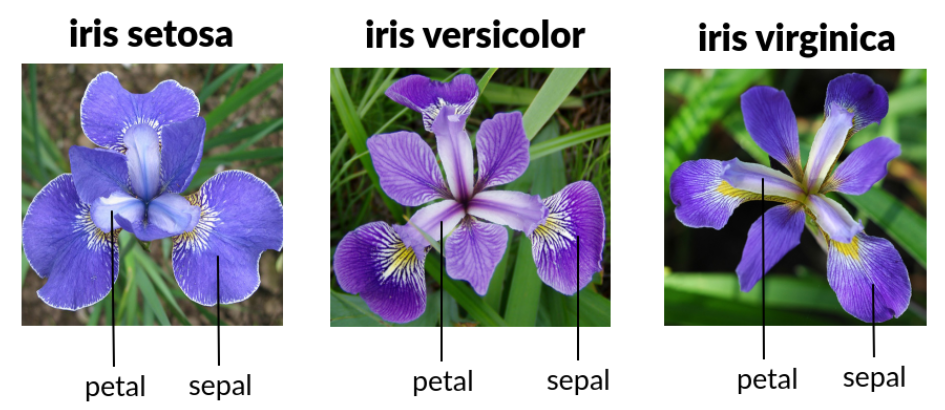 iris setosa
iris versicolor
iris virginica
petal
sepal
petal
sepal
petal
sepal